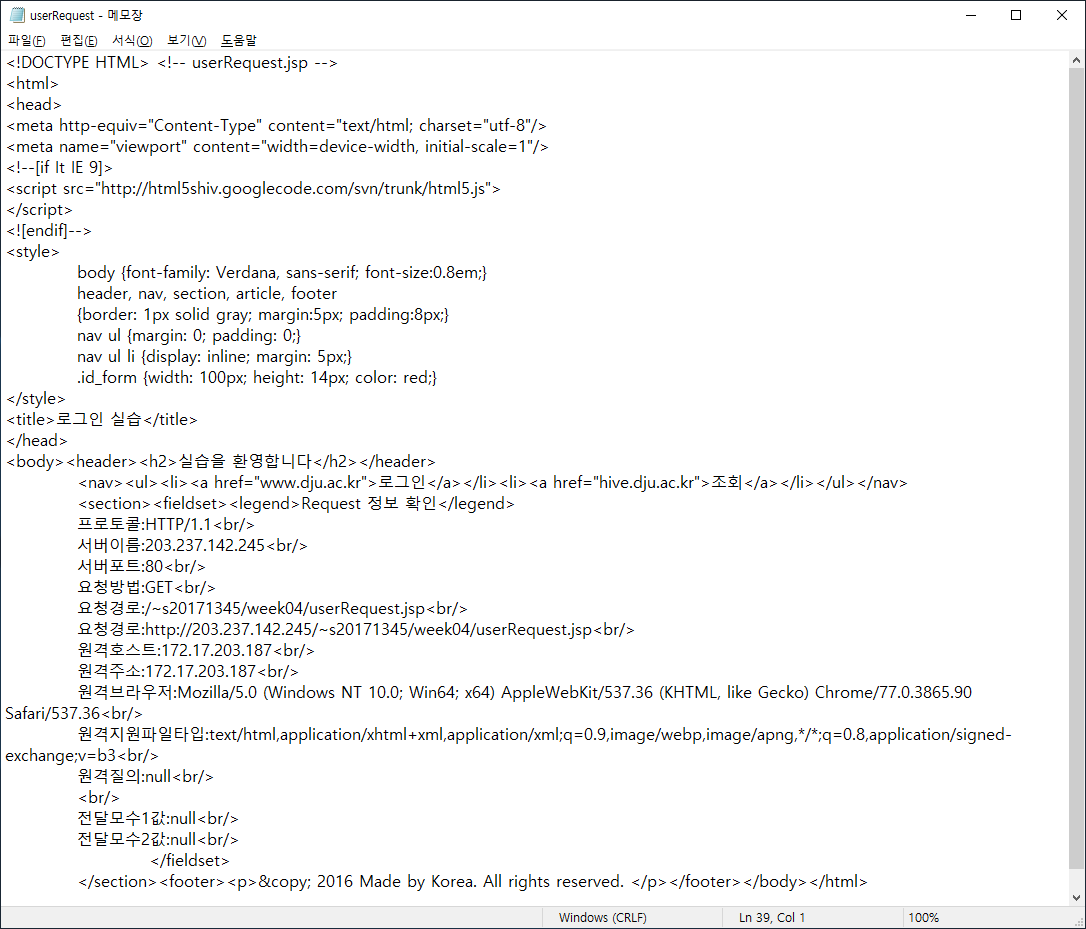 userRequest - 메모장
파일(F) 편집(E) 서식(O) 보기(V) 도움말
<!DOCTYPE HTML> <!-- userRequest.jsp -->
<html>
<head>
<meta http-equiv="Content-Type" content="text/html; charset="utf-8"/>
<meta name="viewport" content="width=device-width, initial-scale=1"/>
<!--[if lt IE 9]>
<script src="http://html5shiv.googlecode.com/svn/trunk/html5.js">
</script>
<![endif]-->
<style>
body {font-family: Verdana, sans-serif; font-size:0.8em;}
header, nav, section, article, footer
{border: 1px solid gray; margin:5px; padding:8px;}
nav ul {margin: 0; padding: 0;}
nav ul li {display: inline; margin: 5px;}
.id_form {width: 100px; height: 14px; color: red;}
</style>
<title>로그인 실습</title>
</head>
<body><header><h2>실습을 환영합니다</h2></header>
<nav><ul><li><a href="www.dju.ac.kr">로그인</a></li><li><a href="hive.dju.ac.kr">조회</a></li></ul></nav>
<section><fieldset><legend>Request 정보 확인</legend>
프로토콜:HTTP/1.1<br/>
서버이름:203.237.142.245<br/>
서버포트:80<br/>
요청방법:GET<br/>
요청경로:/~s20171345/week04/userRequest.jsp<br/>
요청경로:http://203.237.142.245/~s20171345/week04/userRequest.jsp<br/>
원격호스트:172.17.203.187<br/>
원격주소:172.17.203.187<br/>
원격브라우저:Mozilla/5.0 (Windows NT 10.0; Win64; x64) AppleWebKit/537.36 (KHTML, like Gecko) Chrome/77.0.3865.90
Safari/537.36<br/>
원격지원파일타입:text/html,application/xhtml+xml,application/xml;q=0.9,image/webp,image/apng,*/*;q=0.8,application/signed-
exchange;v=b3<br/>
원격질의:null<br/>
<br/>
전달모수1값:null<br/>
전달모수2값:null<br/>
</fieldset>
</section><footer><p>&copy; 2016 Made by Korea. All rights reserved. </p></footer></body></html>
Windows (CRLF) Ln 39, Col 1 100%